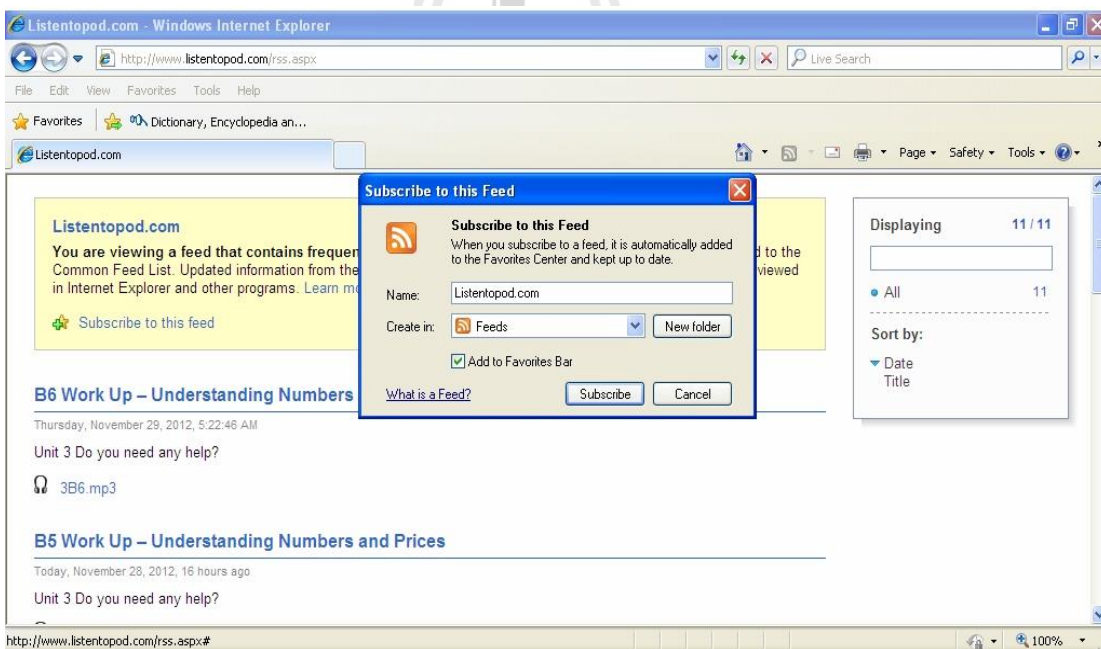 Listentopod.com - Windows Internet Explorer
http://www.listentopod.com/rss.aspx
Live Search
File Edit View Favorites Tools Help
Favorites Dictionary, Encyclopedia an...
Listentopod.com
Page Safety Tools
Subscribe to this Feed
Subscribe to this Feed
When you subscribe to a feed, it is automatically added
to the Favorites Center and kept up to date.
Name: Listentopod.com
Create in: Feeds New folder
Add to Favorites Bar
What is a Feed? Subscribe Cancel
Listentopod.com
You are viewing a feed that contains frequen
Common Feed List. Updated information from the
in Internet Explorer and other programs. Learn mo
d to the
viewed
Subscribe to this feed
Displaying 11 / 11
All 11
Sort by:
Date
Title
B6 Work Up – Understanding Numbers
Thursday, November 29, 2012, 5:22:46 AM
Unit 3 Do you need any help?
3B6.mp3
B5 Work Up – Understanding Numbers and Prices
Today, November 28, 2012, 16 hours ago
Unit 3 Do you need any help?
http://www.listentopod.com/rss.aspx#
100%